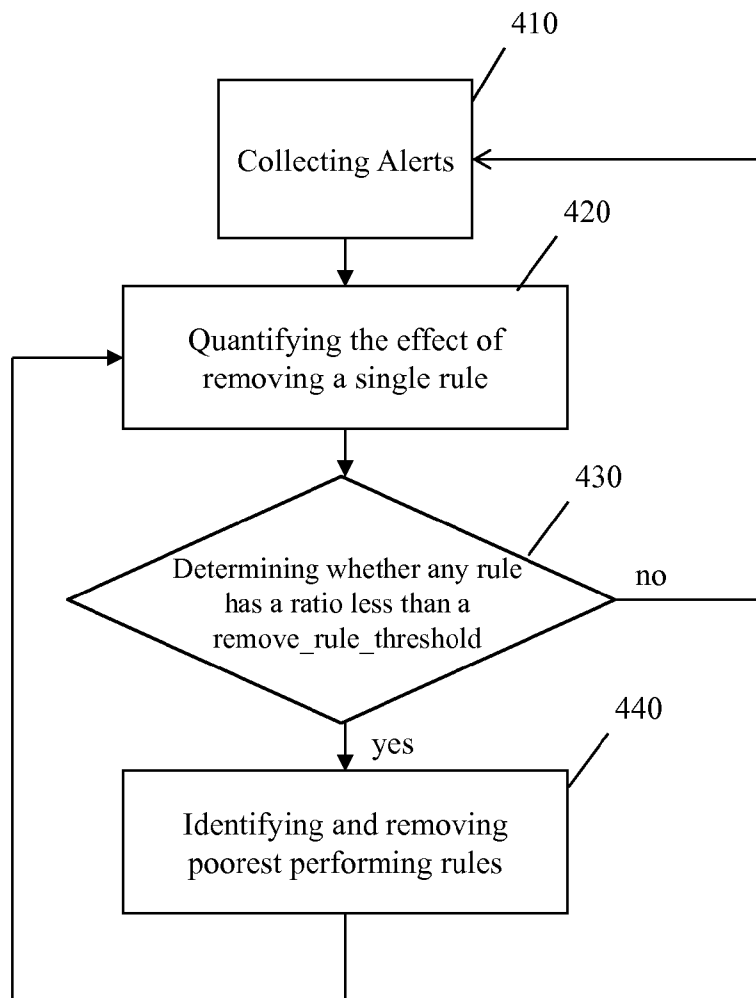 410
Collecting Alerts
420
Quantifying the effect of
removing a single rule
430
Determining whether any rule
has a ratio less than a
remove_rule_threshold
no
440
yes
Identifying and removing
poorest performing rules